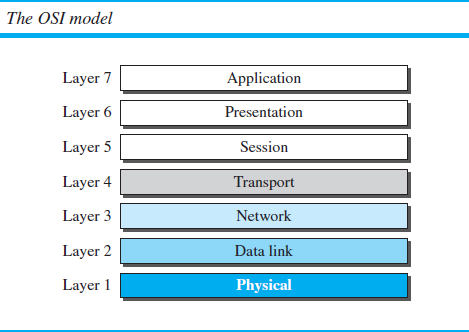 The OSI model
Layer 7 Application
Layer 6 Presentation
Layer 5 Session
Layer 4 Transport
Layer 3 Network
Layer 2 Data link
Layer 1 Physical